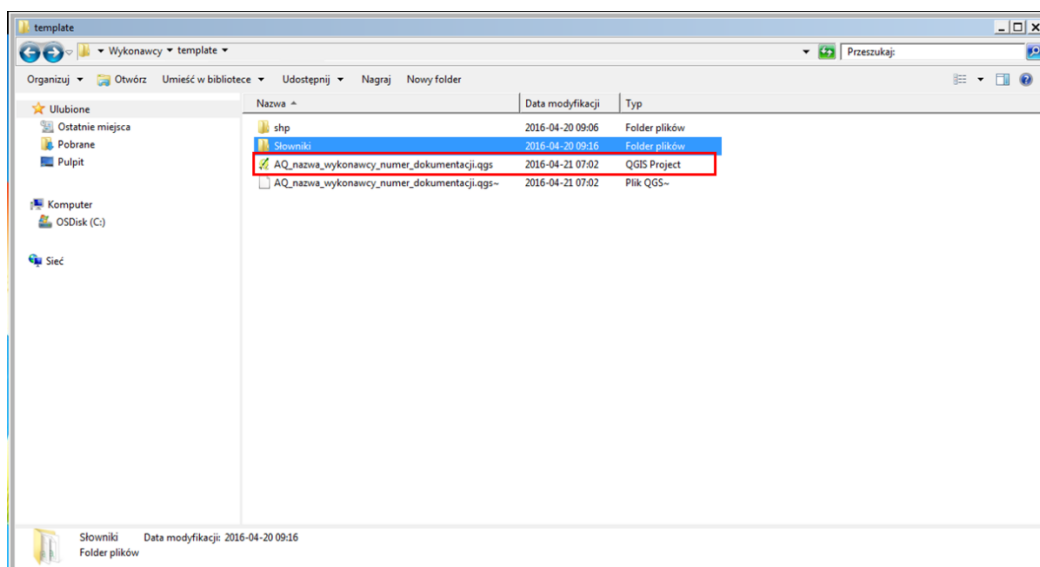 template
Wykonawcy template
Przeszukaj:
Organizuj Otwórz Umieść w bibliotece Udostępnij Nagraj Nowy folder
Ulubione
Ostatnie miejsca
Pobrane
Pulpit
Komputer
OSDisk (C:)
Sieć
Nazwa Data modyfikacji Typ
shp 2016-04-20 09:06 Folder plików
Słowniki 2016-04-20 09:16 Folder plików
AQ_nazwa_wykonawcy_numer_dokumentacji.qgs 2016-04-21 07:02 QGIS Project
AQ_nazwa_wykonawcy_numer_dokumentacji.qgs~ 2016-04-21 07:02 Plik QGS~
Słowniki Data modyfikacji: 2016-04-20 09:16
Folder plików